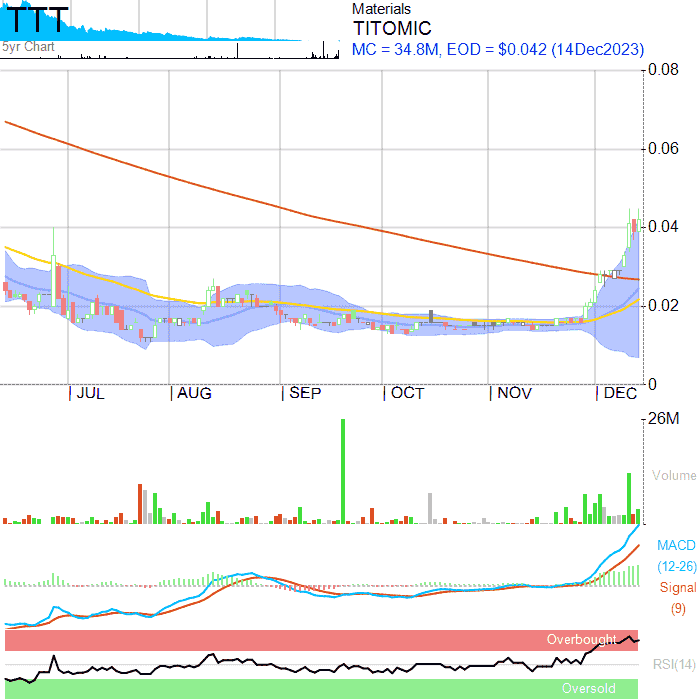 TTT
5yr Chart
Materials
TITOMIC
MC = 34.8M, EOD = $0.042 (14Dec2023)
0.08
0.06
0.04
0.02
0
JUL AUG SEP OCT NOV DEC
26M
Volume
MACD
(12-26)
Signal
(9)
Overbought
RSI(14)
Oversold